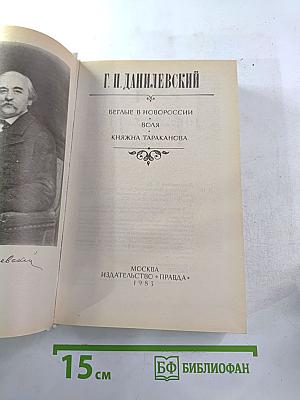 Г. П. ДАНИЛЕВСКИЙ
БЕГЛЫЕ В НОВОРОССИИ
ВОЛЯ
КНЯЖНА ТАРАКАНОВА
МОСКВА
ИЗДАТЕЛЬСТВО «ПРАВДА»
1983
15 см
БФ БИБЛИОФАН